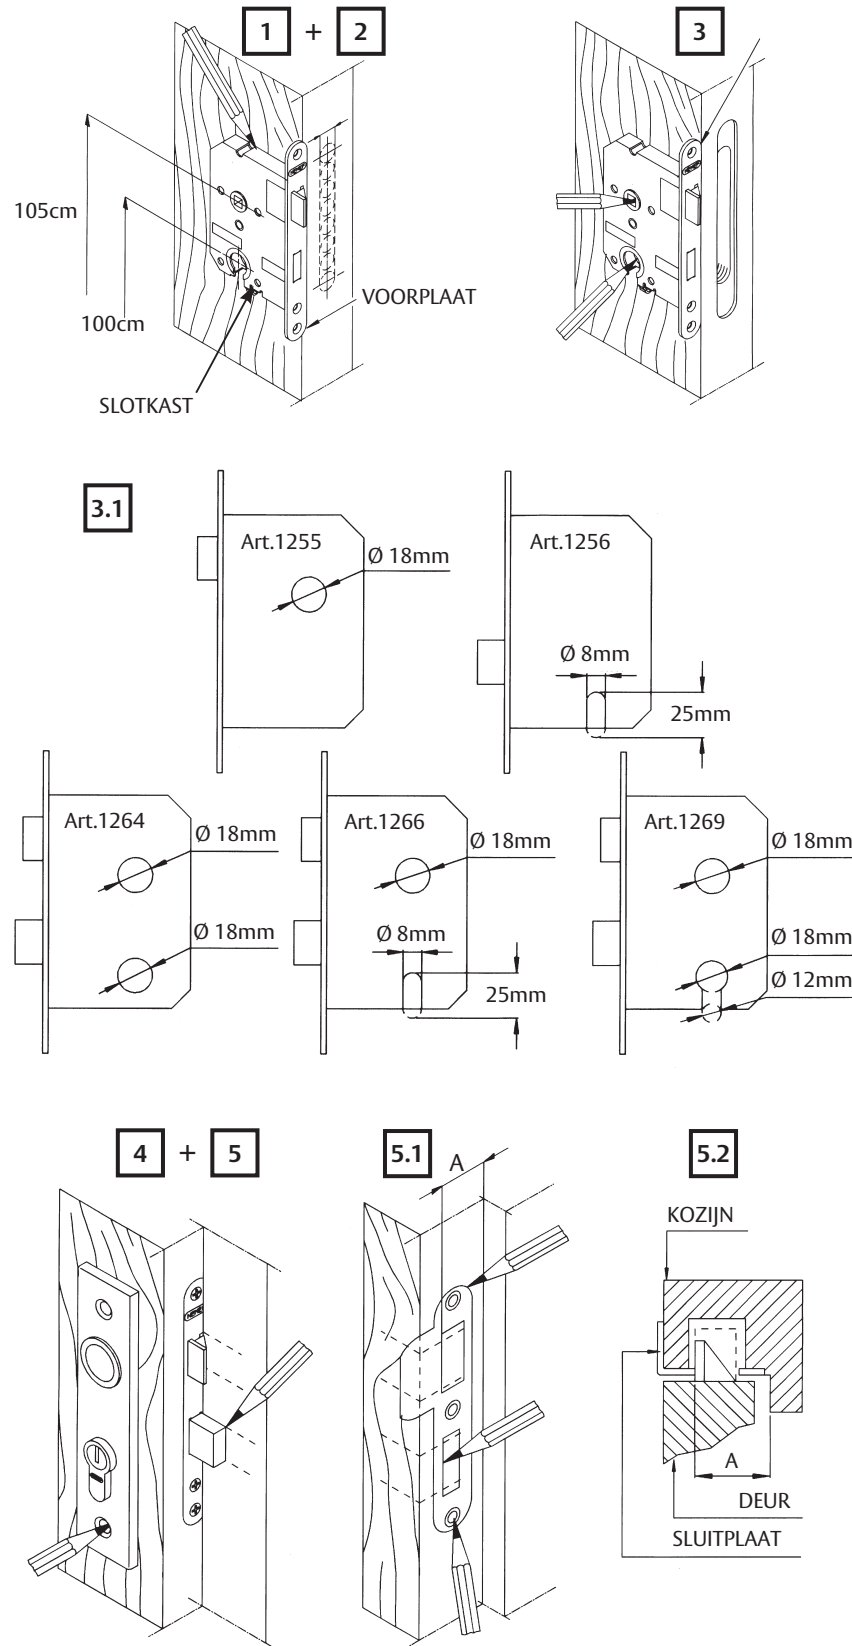 1 + 2
3
105cm
100cm
VOORPLAAT
SLOTKAST
3.1
Art.1255
Ø 18mm
Art.1256
Ø 8mm
25mm
Art.1264
Ø 18mm
Ø 18mm
Art.1266
Ø 18mm
Ø 8mm
25mm
Art.1269
Ø 18mm
Ø 18mm
Ø 12mm
4 + 5
5.1
A
5.2
KOZIJN
A
DEUR
SLUITPLAAT